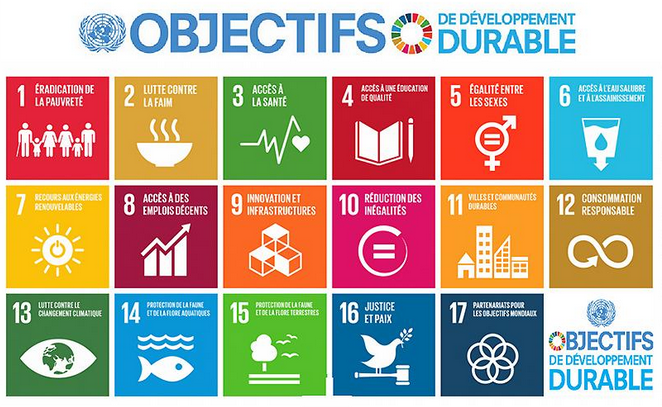 OBJECTIFS
DE DÉVELOPPEMENT
DURABLE
1 ÉRADICATION DE
LA PAUVRETÉ
2 LUTTE CONTRE
LA FAIM
3 ACCÈS À
LA SANTÉ
4 ACCÈS À UNE ÉDUCATION
DE QUALITÉ
5 ÉGALITÉ ENTRE
LES SEXES
6 ACCÈS À L'EAU SALUBRE
ET À L'ASSAINISSEMENT
7 RECOURS AUX ÉNERGIES
RENOUVELABLES
8 ACCÈS À DES
EMPLOIS DÉCENTS
9 INNOVATION ET
INFRASTRUCTURES
10 RÉDUCTION DES
INÉGALITÉS
11 VILLES ET COMMUNAUTÉS
DURABLES
12 CONSOMMATION
RESPONSABLE
13 LUTTE CONTRE LE
CHANGEMENT CLIMATIQUE
14 PROTECTION DE LA FAUNE
ET DE LA FLORE AQUATIQUES
15 PROTECTION DE LA FAUNE
ET DE LA FLORE TERRESTRES
16 JUSTICE
ET PAIX
17 PARTENARIATS POUR
LES OBJECTIFS MONDIAUX
OBJECTIFS
DE DÉVELOPPEMENT
DURABLE